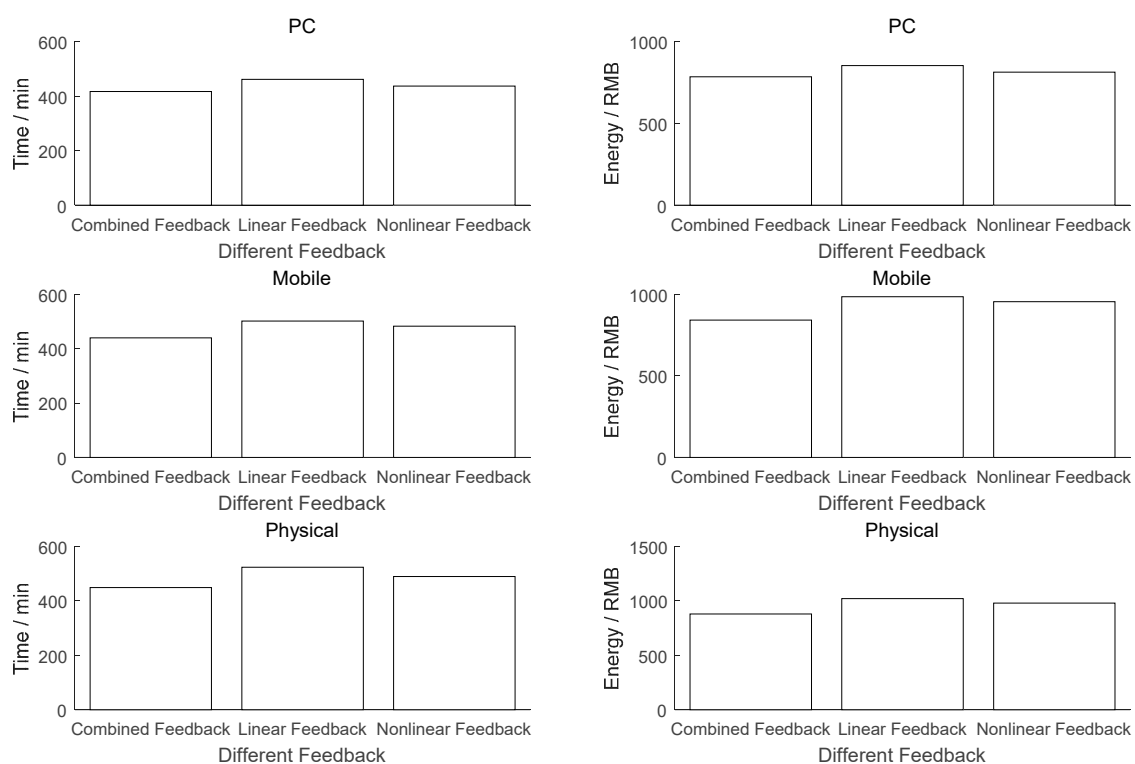 PC
600
400
200
0
Time / min
Combined Feedback Linear Feedback Nonlinear Feedback
Different Feedback
PC
1000
500
0
Energy / RMB
Combined Feedback Linear Feedback Nonlinear Feedback
Different Feedback
Mobile
600
400
200
0
Time / min
Combined Feedback Linear Feedback Nonlinear Feedback
Different Feedback
Mobile
1000
500
0
Energy / RMB
Combined Feedback Linear Feedback Nonlinear Feedback
Different Feedback
Physical
600
400
200
0
Time / min
Combined Feedback Linear Feedback Nonlinear Feedback
Different Feedback
Physical
1500
1000
500
0
Energy / RMB
Combined Feedback Linear Feedback Nonlinear Feedback
Different Feedback